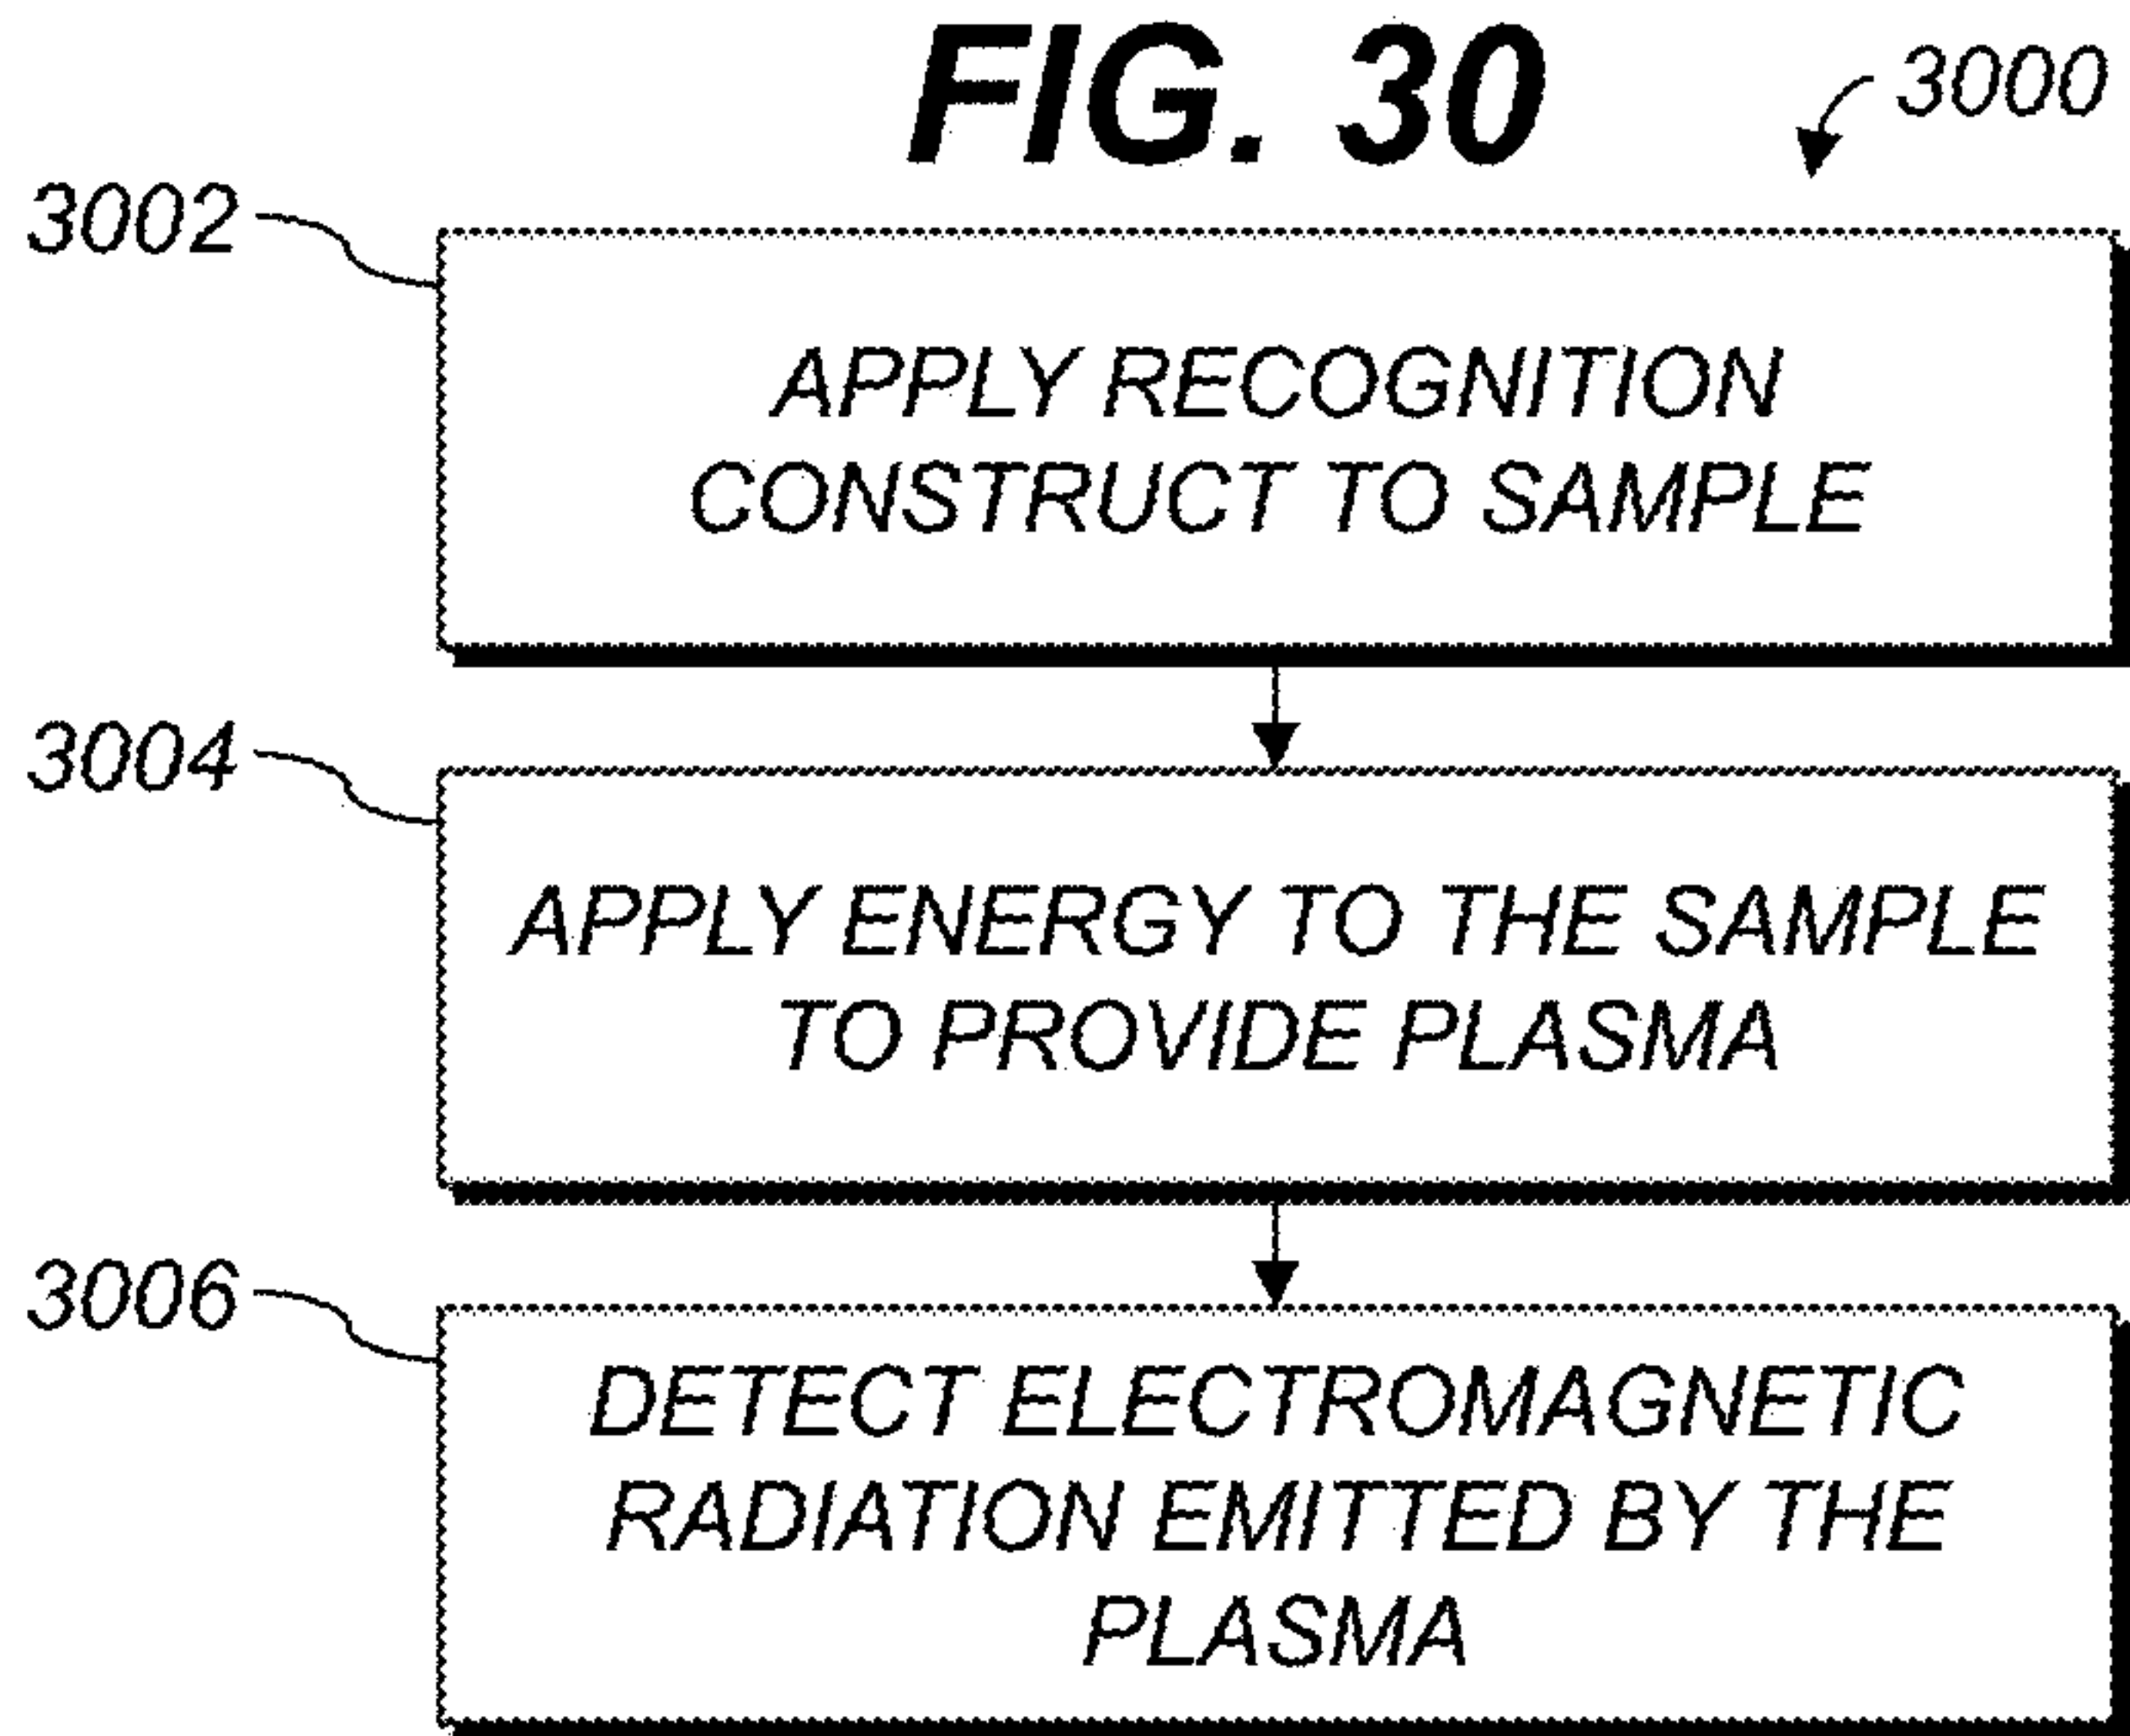 FIG. 30
3000
3002
APPLY RECOGNITION
CONSTRUCT TO SAMPLE
3004
APPLY ENERGY TO THE SAMPLE
TO PROVIDE PLASMA
3006
DETECT ELECTROMAGNETIC
RADIATION EMITTED BY THE
PLASMA